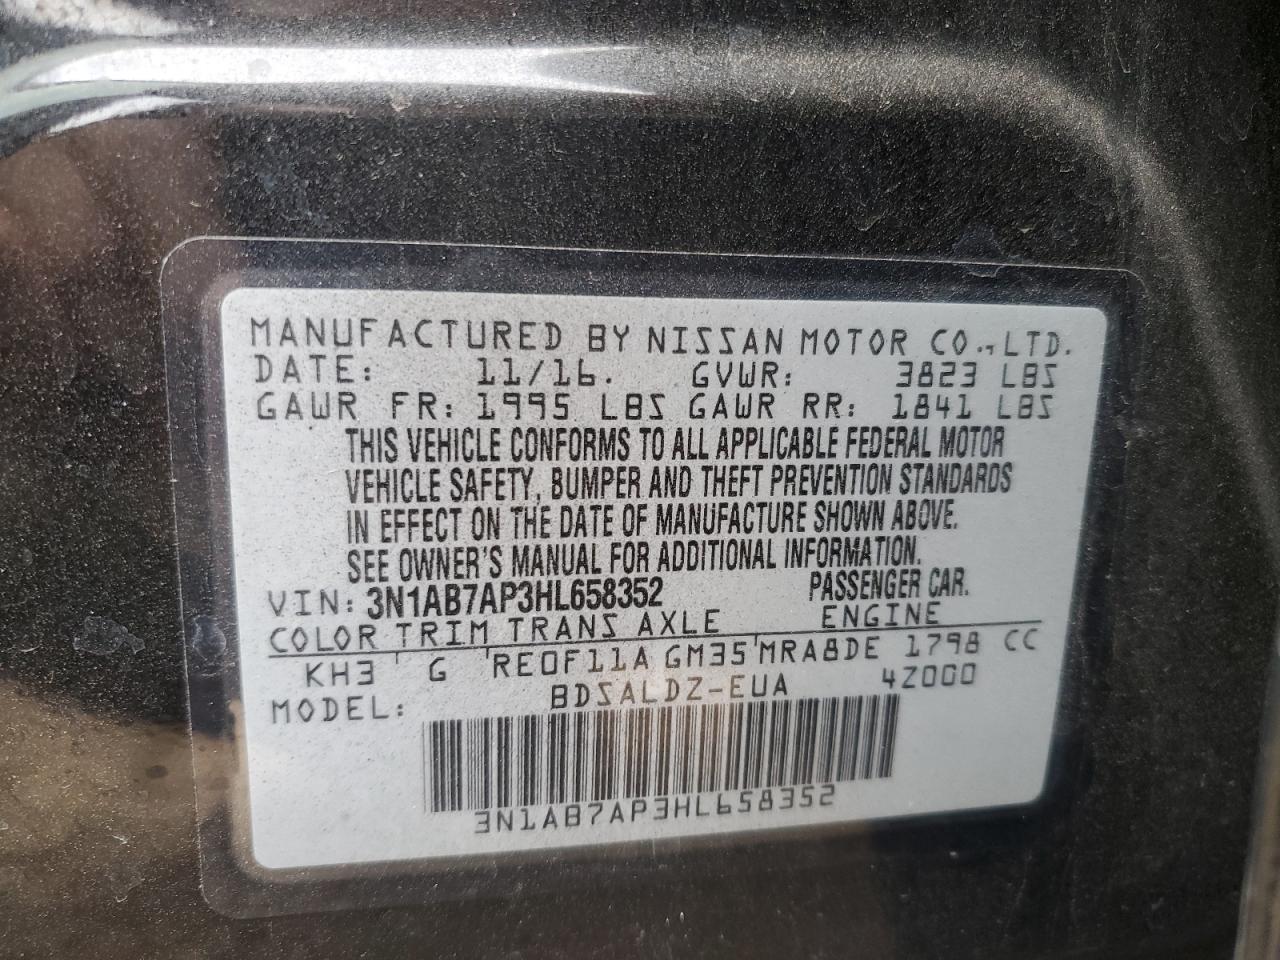 MANUFACTURED BY NISSAN MOTOR CO., LTD.
DATE: 11/16. GVWR: 3823 LBS
GAWR FR: 1995 LBS GAWR RR: 1841 LBS
THIS VEHICLE CONFORMS TO ALL APPLICABLE FEDERAL MOTOR
VEHICLE SAFETY, BUMPER AND THEFT PREVENTION STANDARDS
IN EFFECT ON THE DATE OF MANUFACTURE SHOWN ABOVE.
SEE OWNER'S MANUAL FOR ADDITIONAL INFORMATION.
VIN: 3N1AB7AP3HL658352 PASSENGER CAR.
COLOR TRIM TRANS AXLE ENGINE
KH3 G RE0F11A GM35 MRA8DE 1798 CC
MODEL: BDSALDZ-EUA 4Z000
3N1AB7AP3HL658352